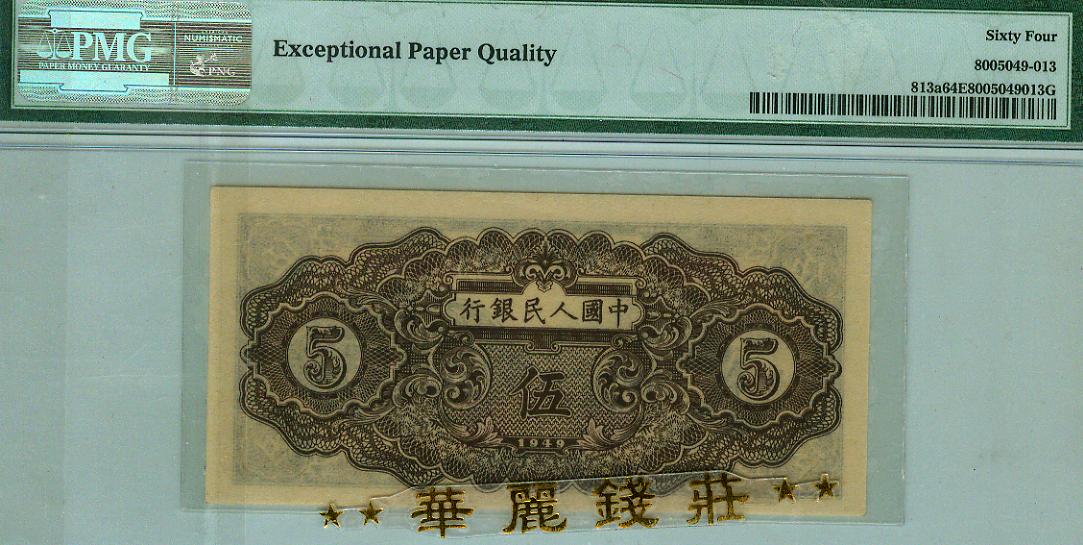 PMG
PAPER MONEY GUARANTY
NUMISMATIC
PNG
Exceptional Paper Quality
Sixty Four
8005049-013
813a64E8005049013G
行銀民人國中
5
伍
5
1949
華麗錢莊